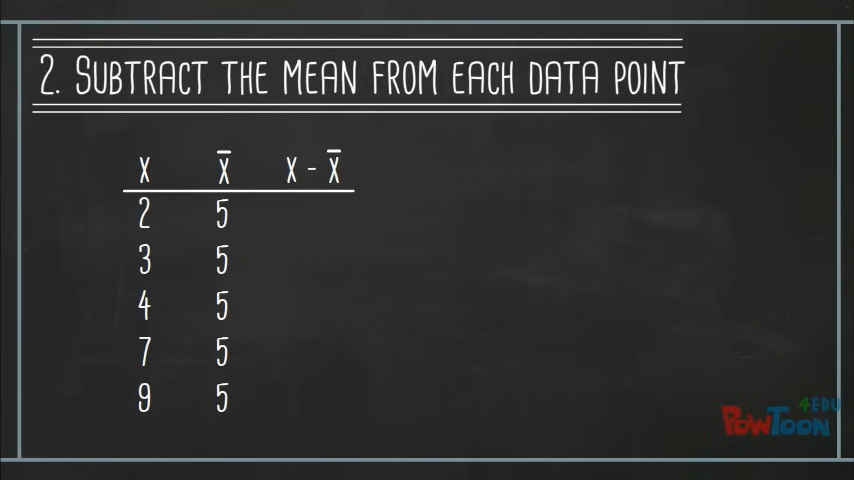 2. SUBTRACT THE MEAN FROM EACH DATA POINT
X X̅ X - X̅
2 5
3 5
4 5
7 5
9 5
POWTOON 4EDU